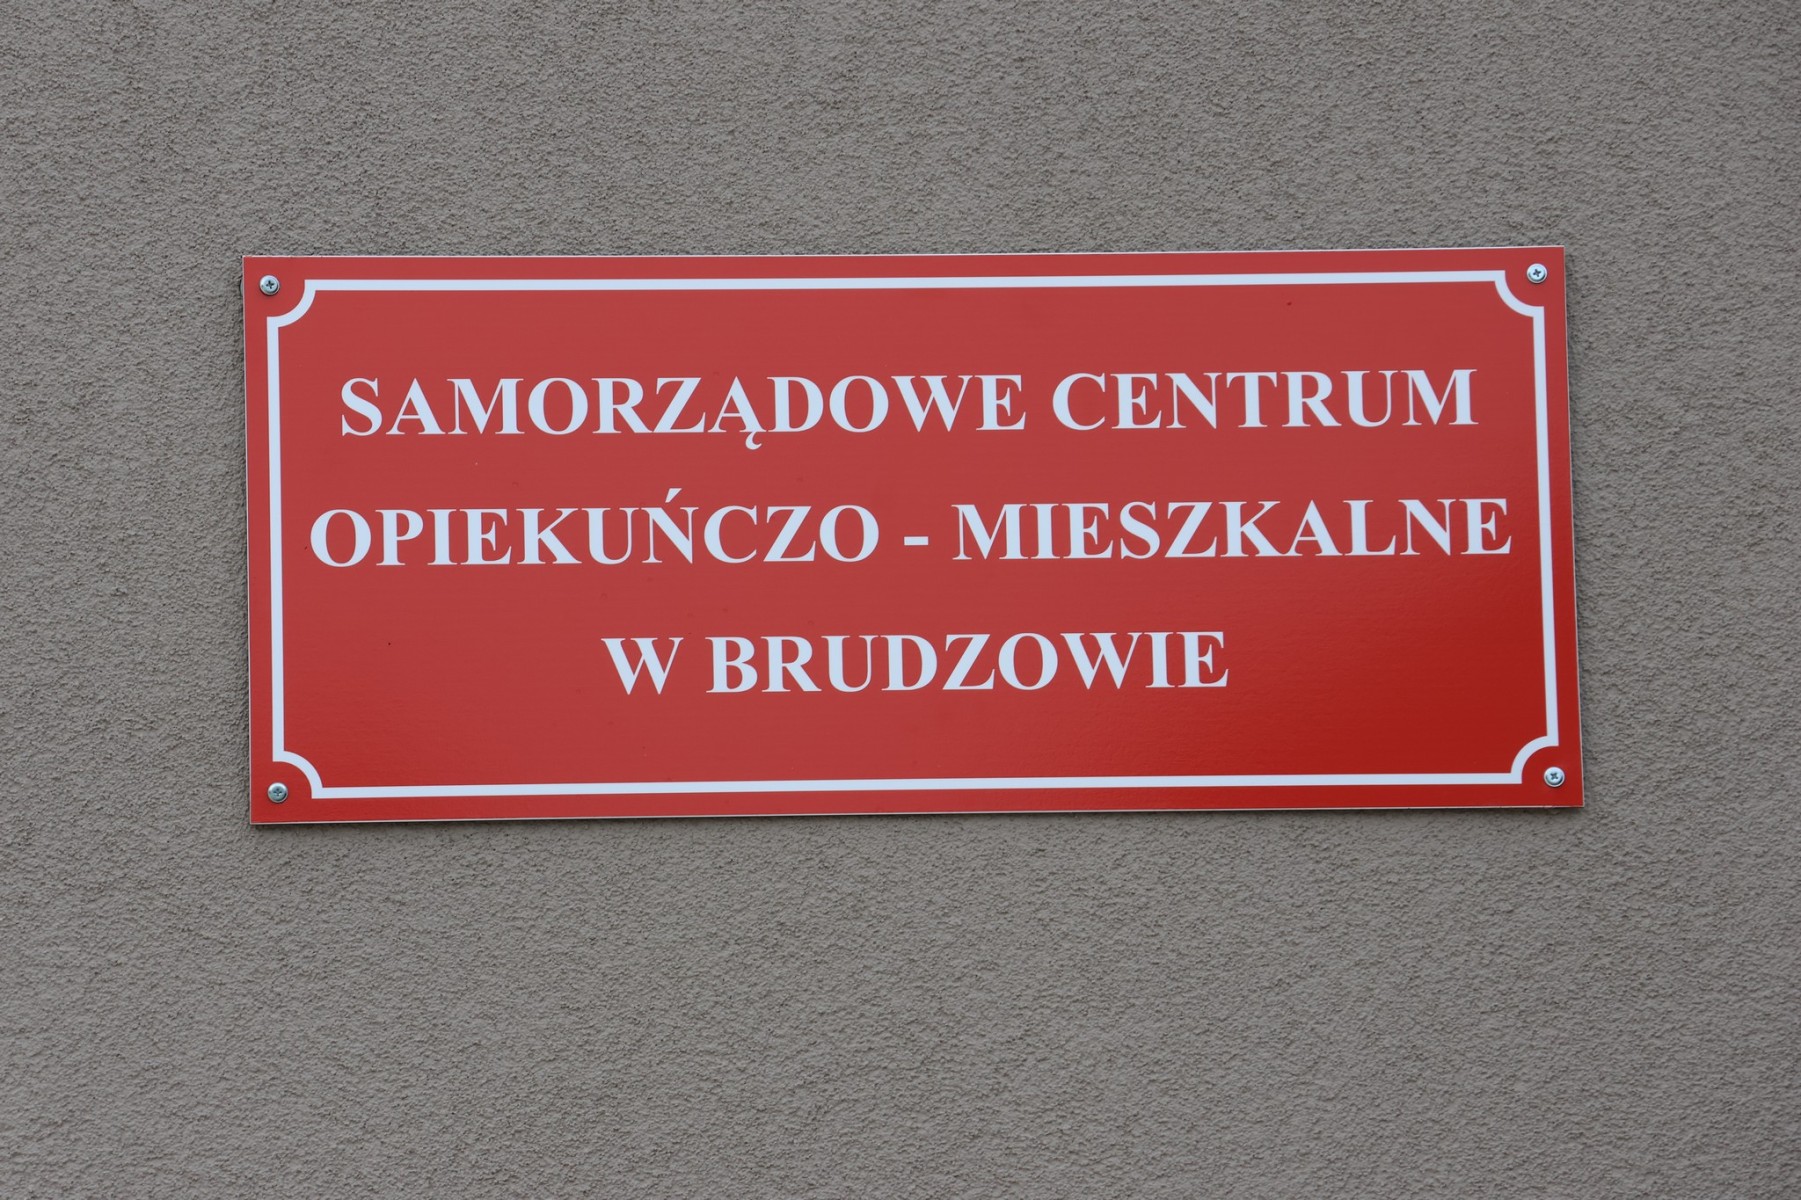 SAMORZĄDOWE CENTRUM
OPIEKUŃCZO - MIESZKALNE
W BRUDZOWIE